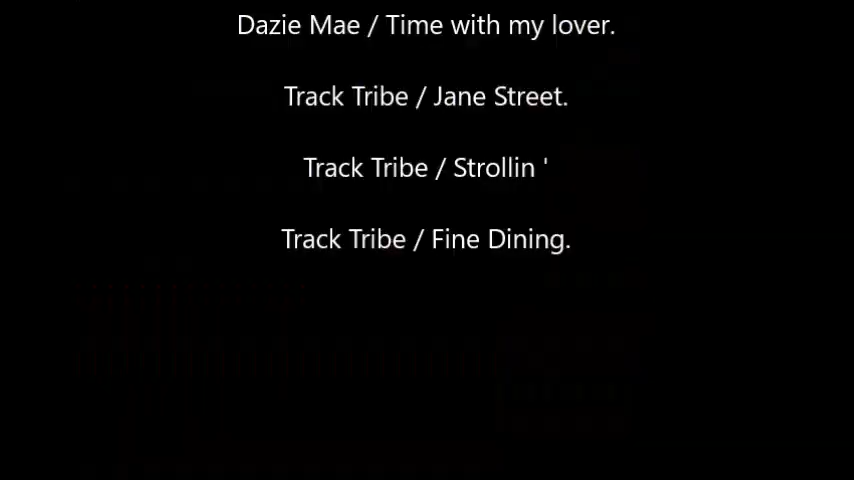 Dazie Mae / Time with my lover.
Track Tribe / Jane Street.
Track Tribe / Strollin '
Track Tribe / Fine Dining.